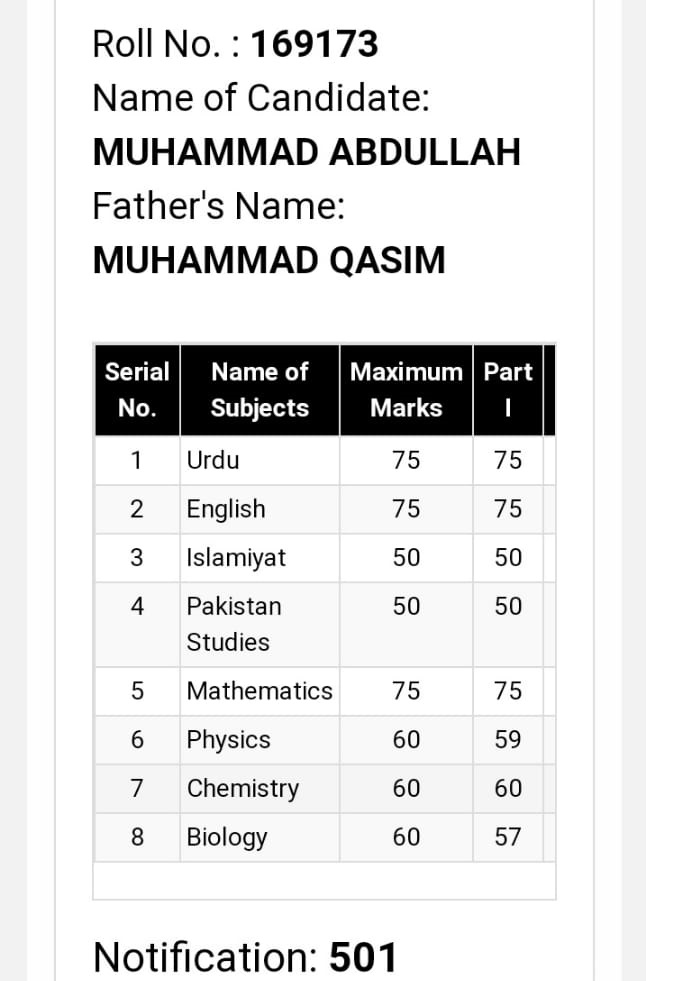 Roll No. : 169173
Name of Candidate:
MUHAMMAD ABDULLAH
Father's Name:
MUHAMMAD QASIM
Serial No. Name of Subjects Maximum Marks Part I
1 Urdu 75 75
2 English 75 75
3 Islamiyat 50 50
4 Pakistan Studies 50 50
5 Mathematics 75 75
6 Physics 60 59
7 Chemistry 60 60
8 Biology 60 57
Notification: 501